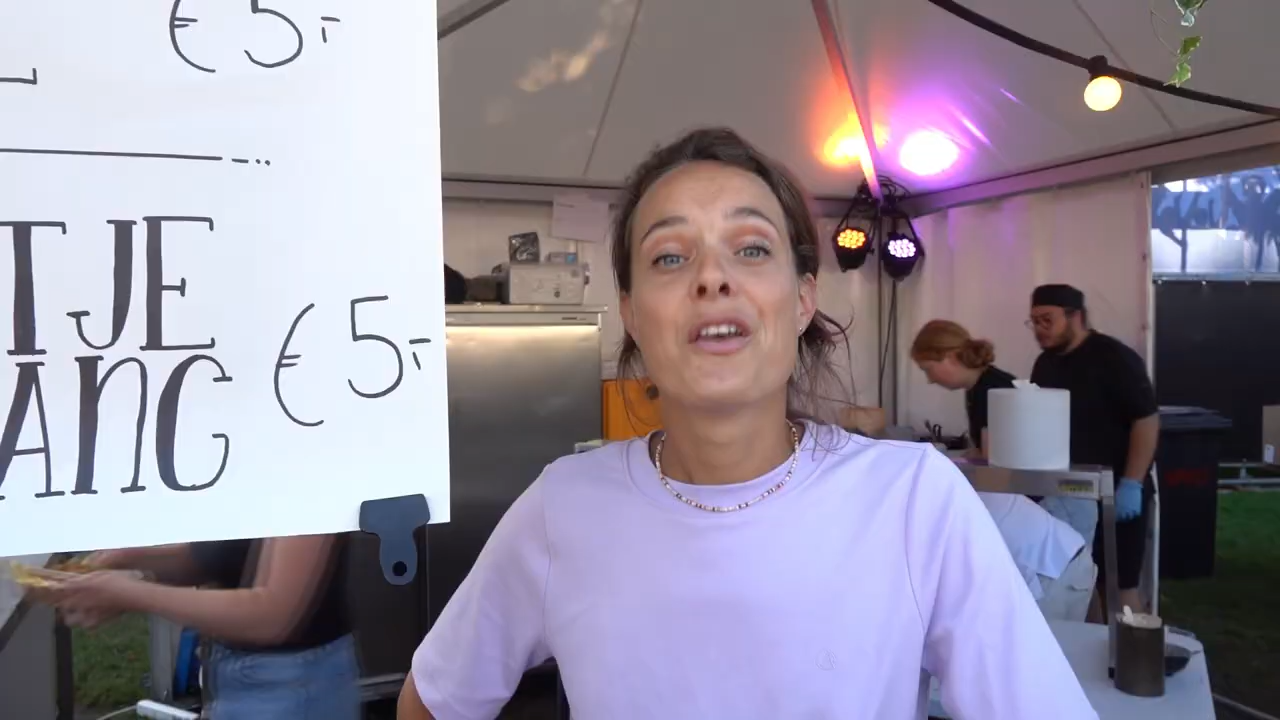 € 5,-
TJE
ANG
€ 5,-